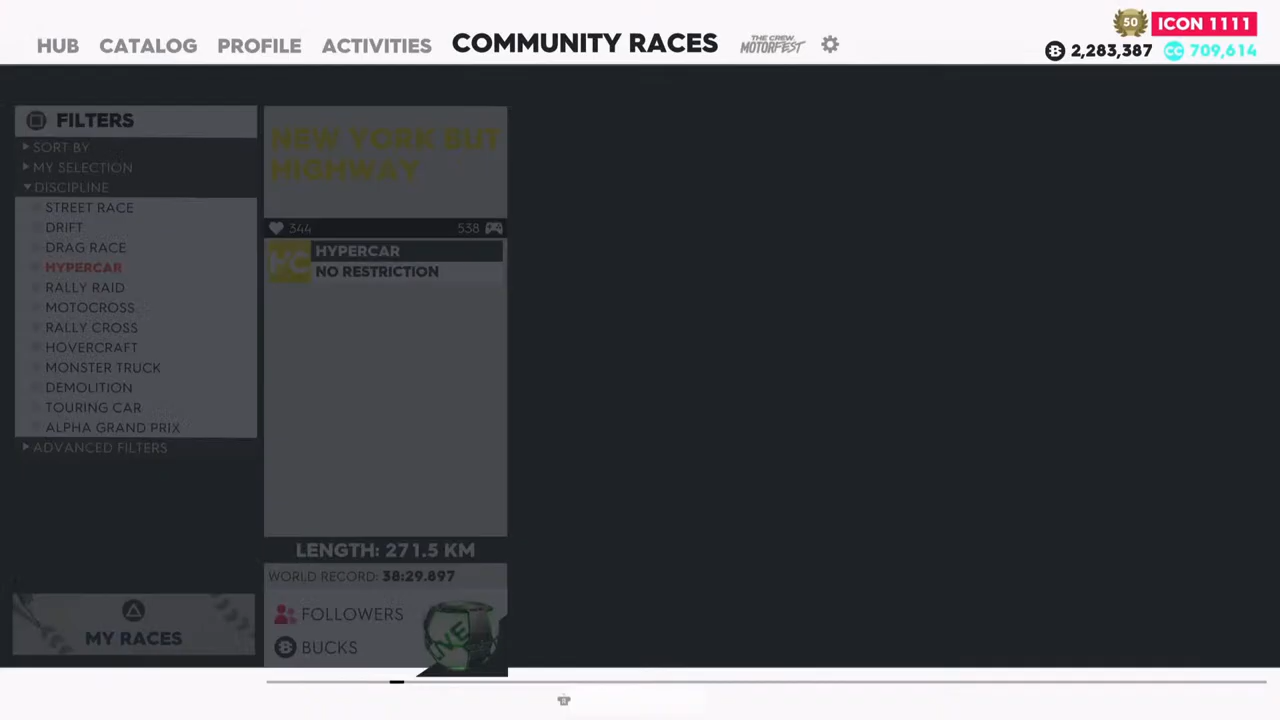 HUB CATALOG PROFILE ACTIVITIES COMMUNITY RACES THE CREW MOTORFEST
50 ICON 1111
2,283,387 CC 709,614
FILTERS
SORT BY
MY SELECTION
DISCIPLINE
STREET RACE
DRIFT
DRAG RACE
HYPERCAR
RALLY RAID
MOTOCROSS
RALLY CROSS
HOVERCRAFT
MONSTER TRUCK
DEMOLITION
TOURING CAR
ALPHA GRAND PRIX
ADVANCED FILTERS
MY RACES
NEW YORK BUT
HIGHWAY
344 538
HC HYPERCAR
NO RESTRICTION
LENGTH: 271.5 KM
WORLD RECORD: 38:29.897
FOLLOWERS
BUCKS